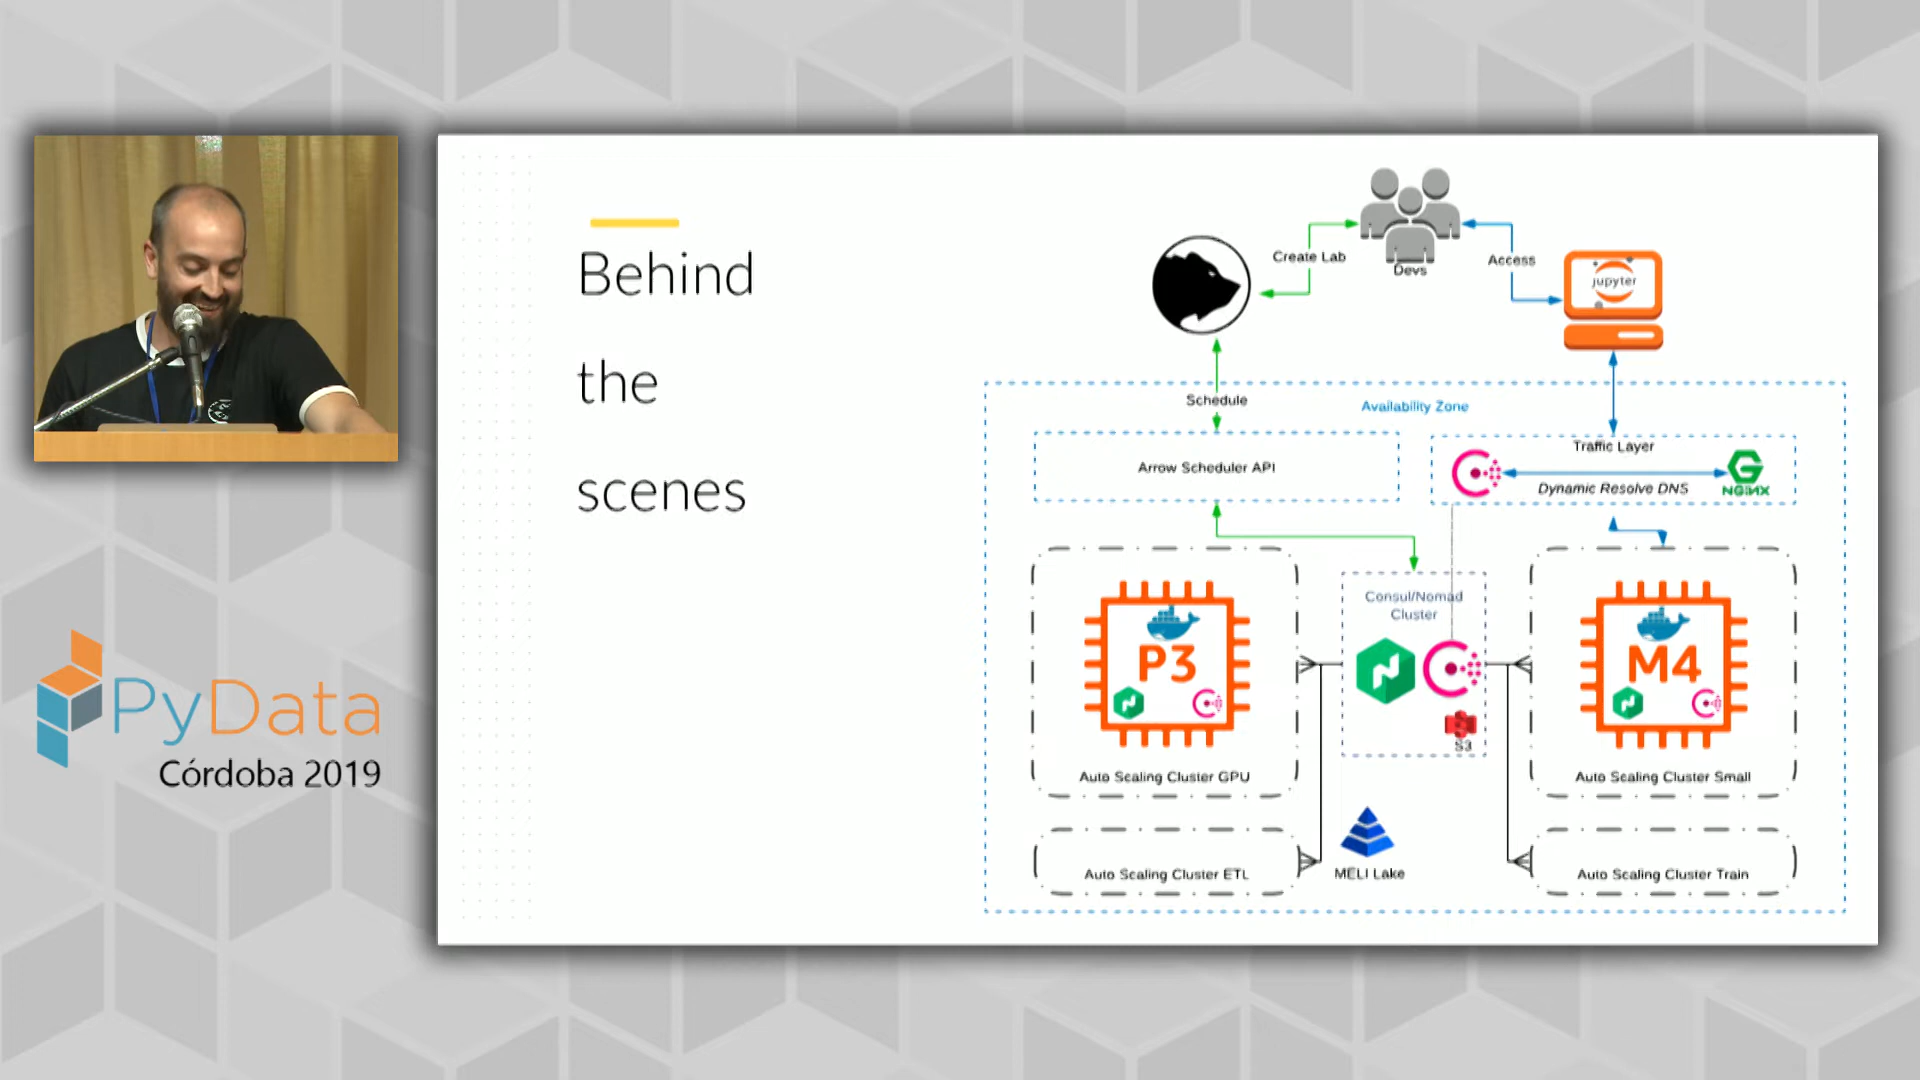 Behind
the
scenes
Create Lab
Devs
Access
jupyter
Schedule
Availability Zone
Arrow Scheduler API
Traffic Layer
Dynamic Resolve DNS
NGINX
Consul/Nomad
Cluster
P3
M4
S3
Auto Scaling Cluster GPU
Auto Scaling Cluster Small
MELI Lake
Auto Scaling Cluster ETL
Auto Scaling Cluster Train
PyData
Córdoba 2019